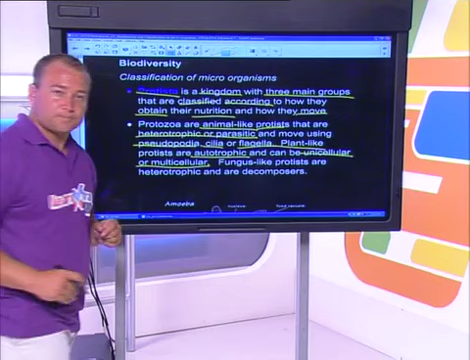 Biodiversity
Classification of micro organisms
Protista is a kingdom with three main groups
that are classified according to how they
obtain their nutrition and how they move
Protozoa are animal-like protists that are
heterotrophic or parasitic and move using
pseudopodia, cilia or flagella. Plant-like
protists are autotrophic and can be unicellular
or multicellular. Fungus-like protists are
heterotrophic and are decomposers.
Amoeba
Food vacuole